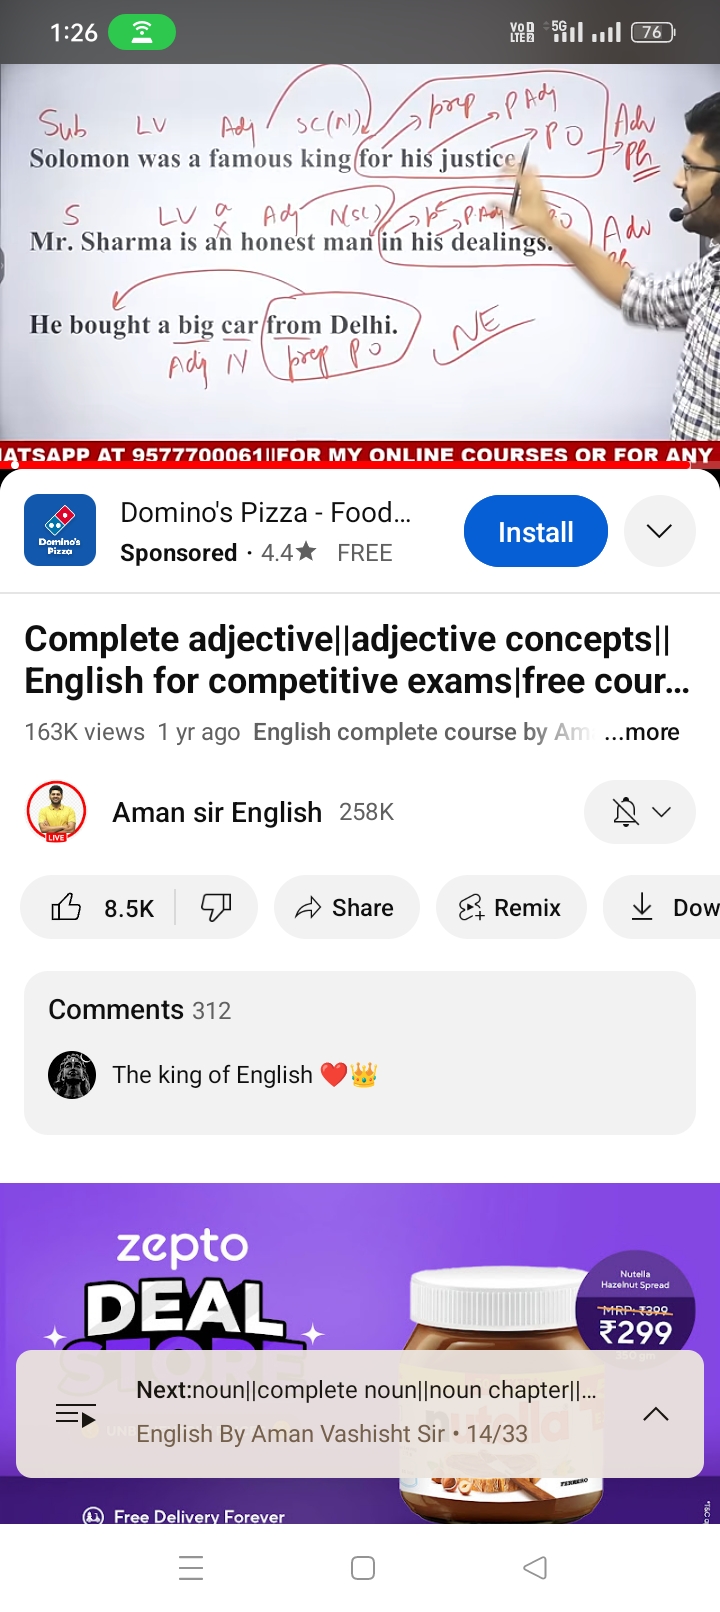 1:26
VoD LTE2 5G 76
Sub LV Adj SC(N) prep P Adj PO Adv Ph
Solomon was a famous king for his justice
S LV a x Adj N(SC) P P.Adj O Adv
Mr. Sharma is an honest man in his dealings.
He bought a big car from Delhi.
Adj N prep PO NE
ATSAPP AT 9577700061||FOR MY ONLINE COURSES OR FOR ANY
Domino's Pizza
Domino's Pizza - Food...
Install
Sponsored · 4.4★ FREE
Complete adjective||adjective concepts||
English for competitive exams|free cour...
163K views 1 yr ago English complete course by Am ...more
LIVE
Aman sir English 258K
8.5K Share Remix Dow
Comments 312
The king of English ❤️👑
zepto
DEAL
STORE
Nutella
Hazelnut Spread
MRP: ₹399
₹299
Next:noun||complete noun||noun chapter||...
English By Aman Vashisht Sir • 14/33
nutella
FERRERO
Free Delivery Forever